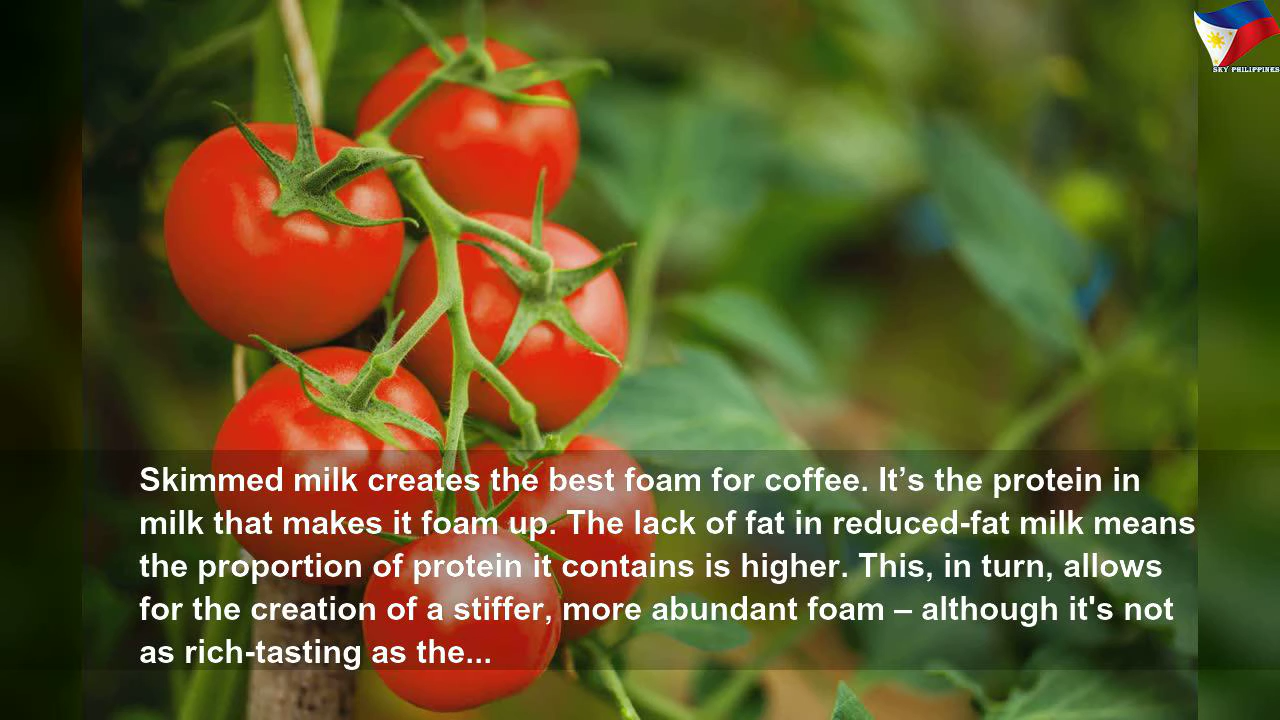 SKY PHILIPPINES
Skimmed milk creates the best foam for coffee. It’s the protein in
milk that makes it foam up. The lack of fat in reduced-fat milk means
the proportion of protein it contains is higher. This, in turn, allows
for the creation of a stiffer, more abundant foam – although it's not
as rich-tasting as the...